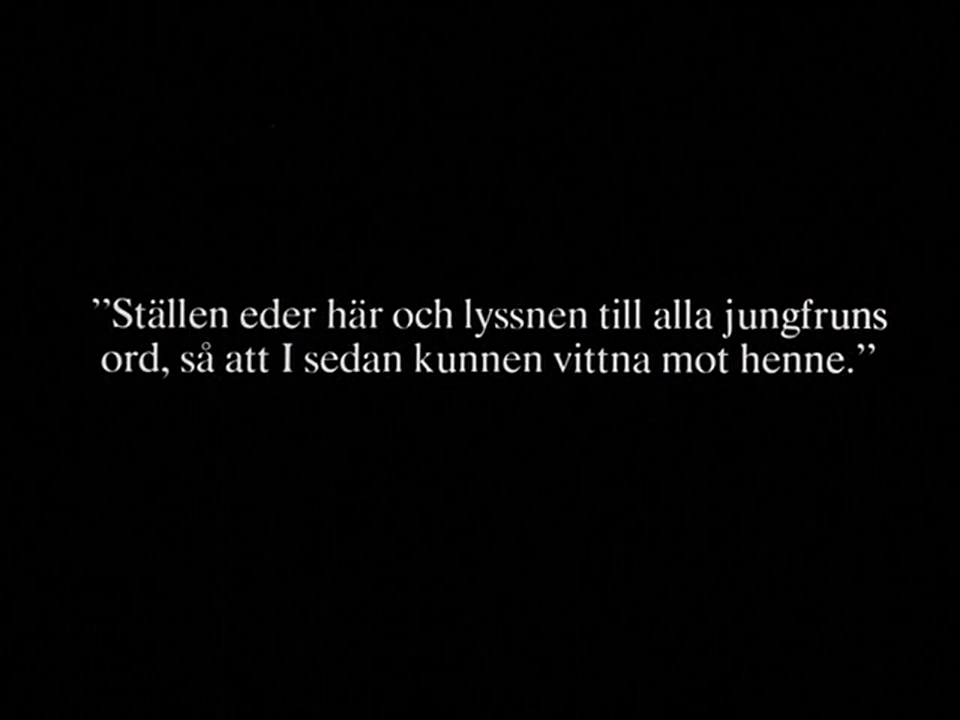 ”Ställen eder här och lyssnen till alla jungfruns
ord, så att I sedan kunnen vittna mot henne.”